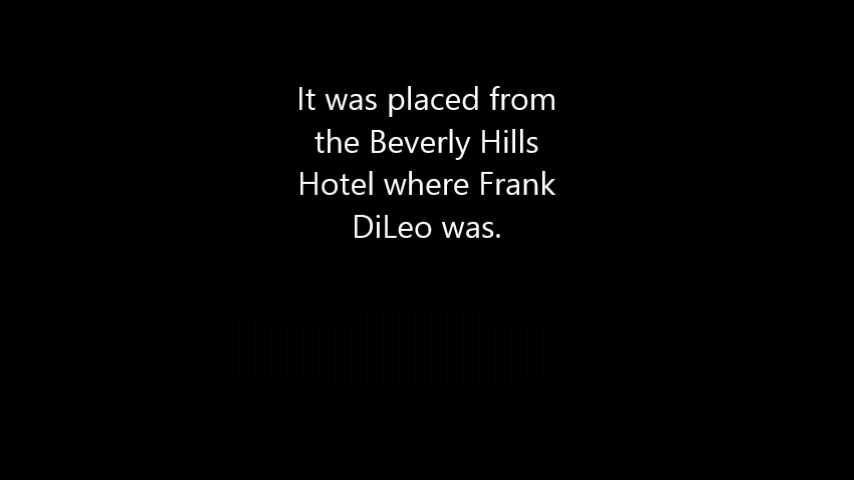 It was placed from
the Beverly Hills
Hotel where Frank
DiLeo was.